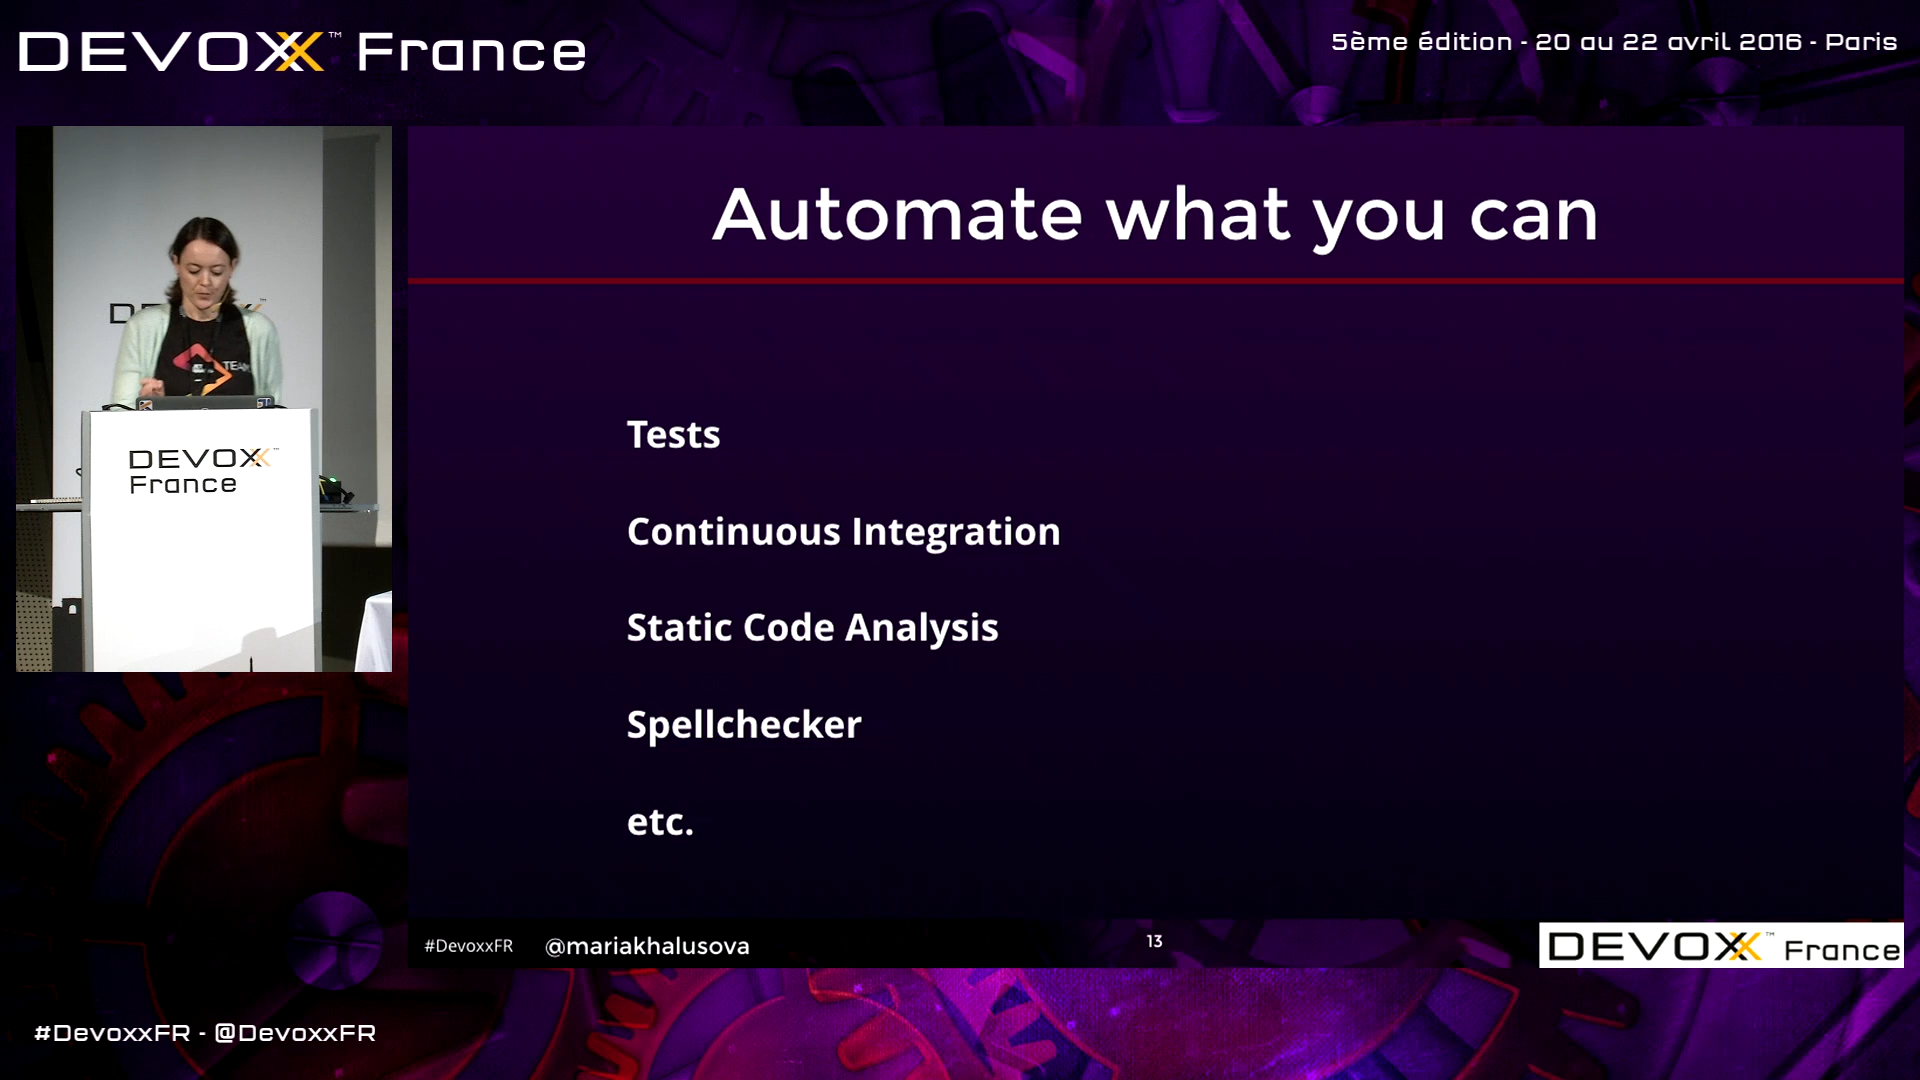 DEVOXX™ France
5ème édition - 20 au 22 avril 2016 - Paris
Automate what you can
Tests
Continuous Integration
Static Code Analysis
Spellchecker
etc.
#DevoxxFR @mariakhalusova 13 DEVOXX™ France
TEAM
DEVOXX™
France
#DevoxxFR - @DevoxxFR